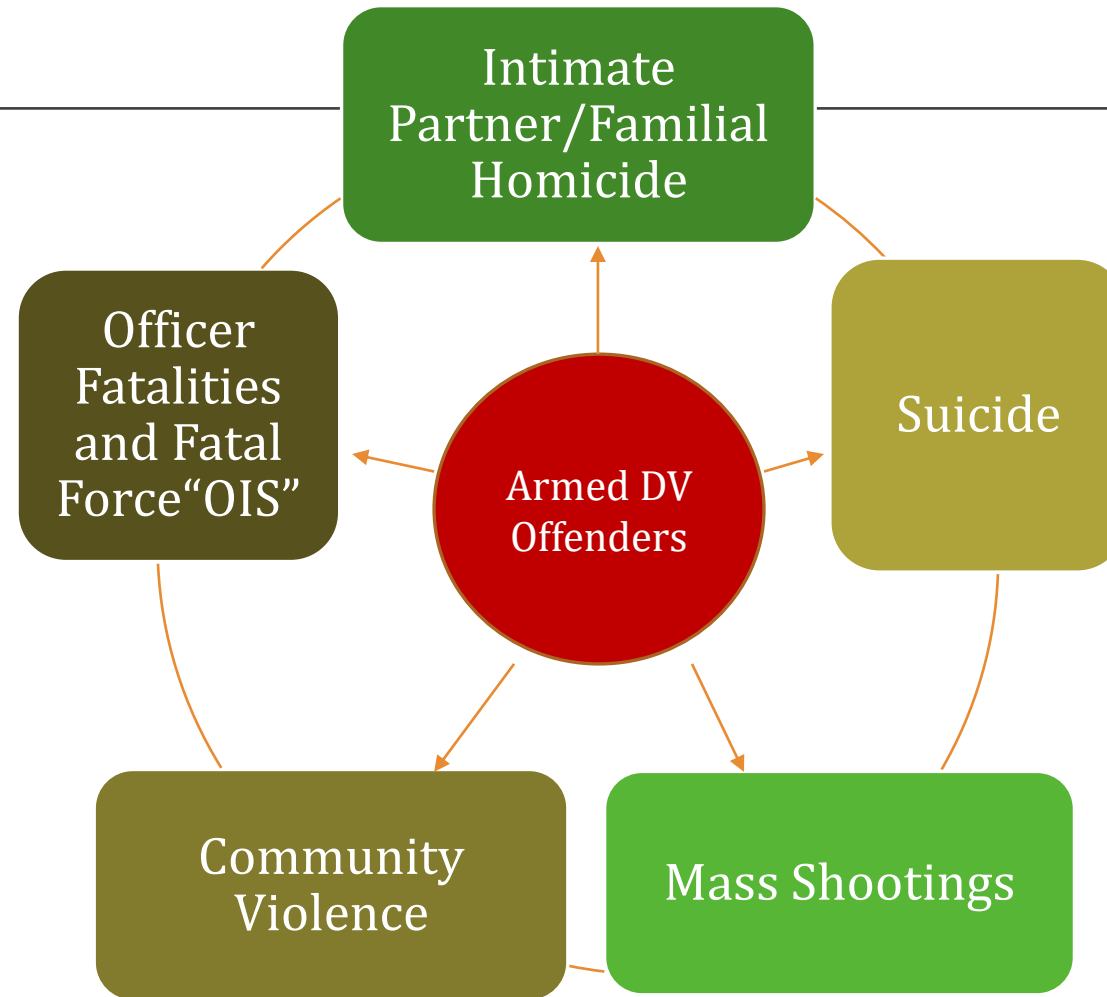 Intimate
Partner/Familial
Homicide
Officer
Fatalities
and Fatal
Force“OIS”
Suicide
Armed DV
Offenders
Community
Violence
Mass Shootings